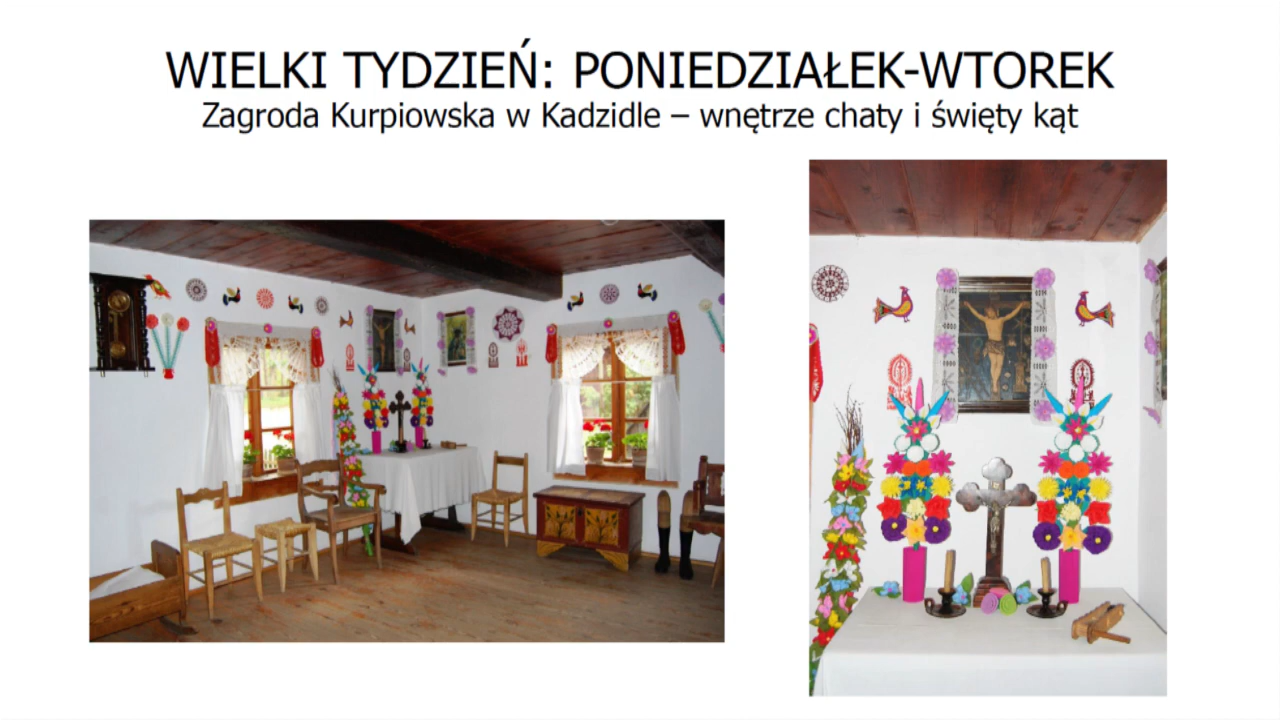 WIELKI TYDZIEŃ: PONIEDZIAŁEK-WTOREK
Zagroda Kurpiowska w Kadzidle – wnętrze chaty i święty kąt